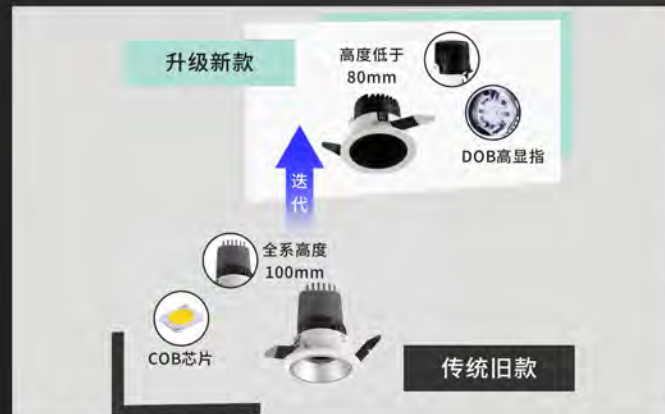 升级新款
高度低于
80mm
DOB高显指
迭
代
全系高度
100mm
COB芯片
传统旧款